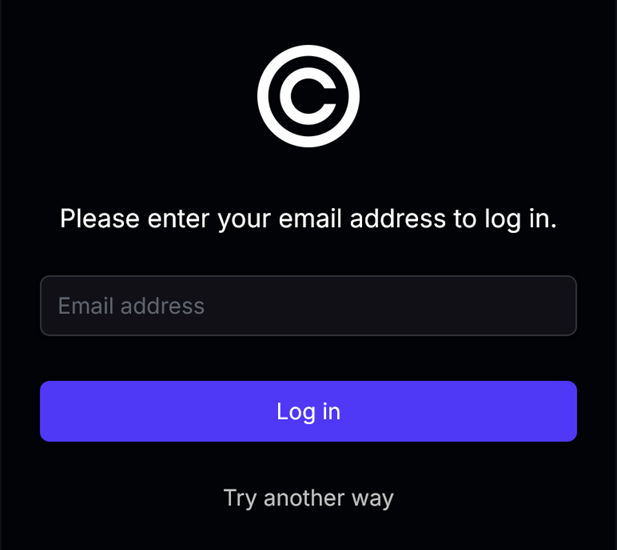 ©
Please enter your email address to log in.
Email address
Log in
Try another way